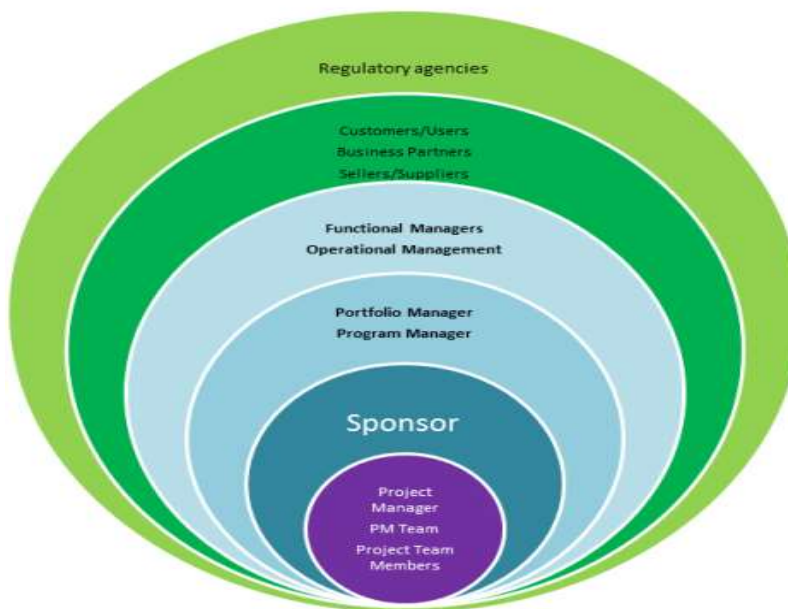 Regulatory agencies
Customers/Users
Business Partners
Sellers/Suppliers
Functional Managers
Operational Management
Portfolio Manager
Program Manager
Sponsor
Project
Manager
PM Team
Project Team
Members